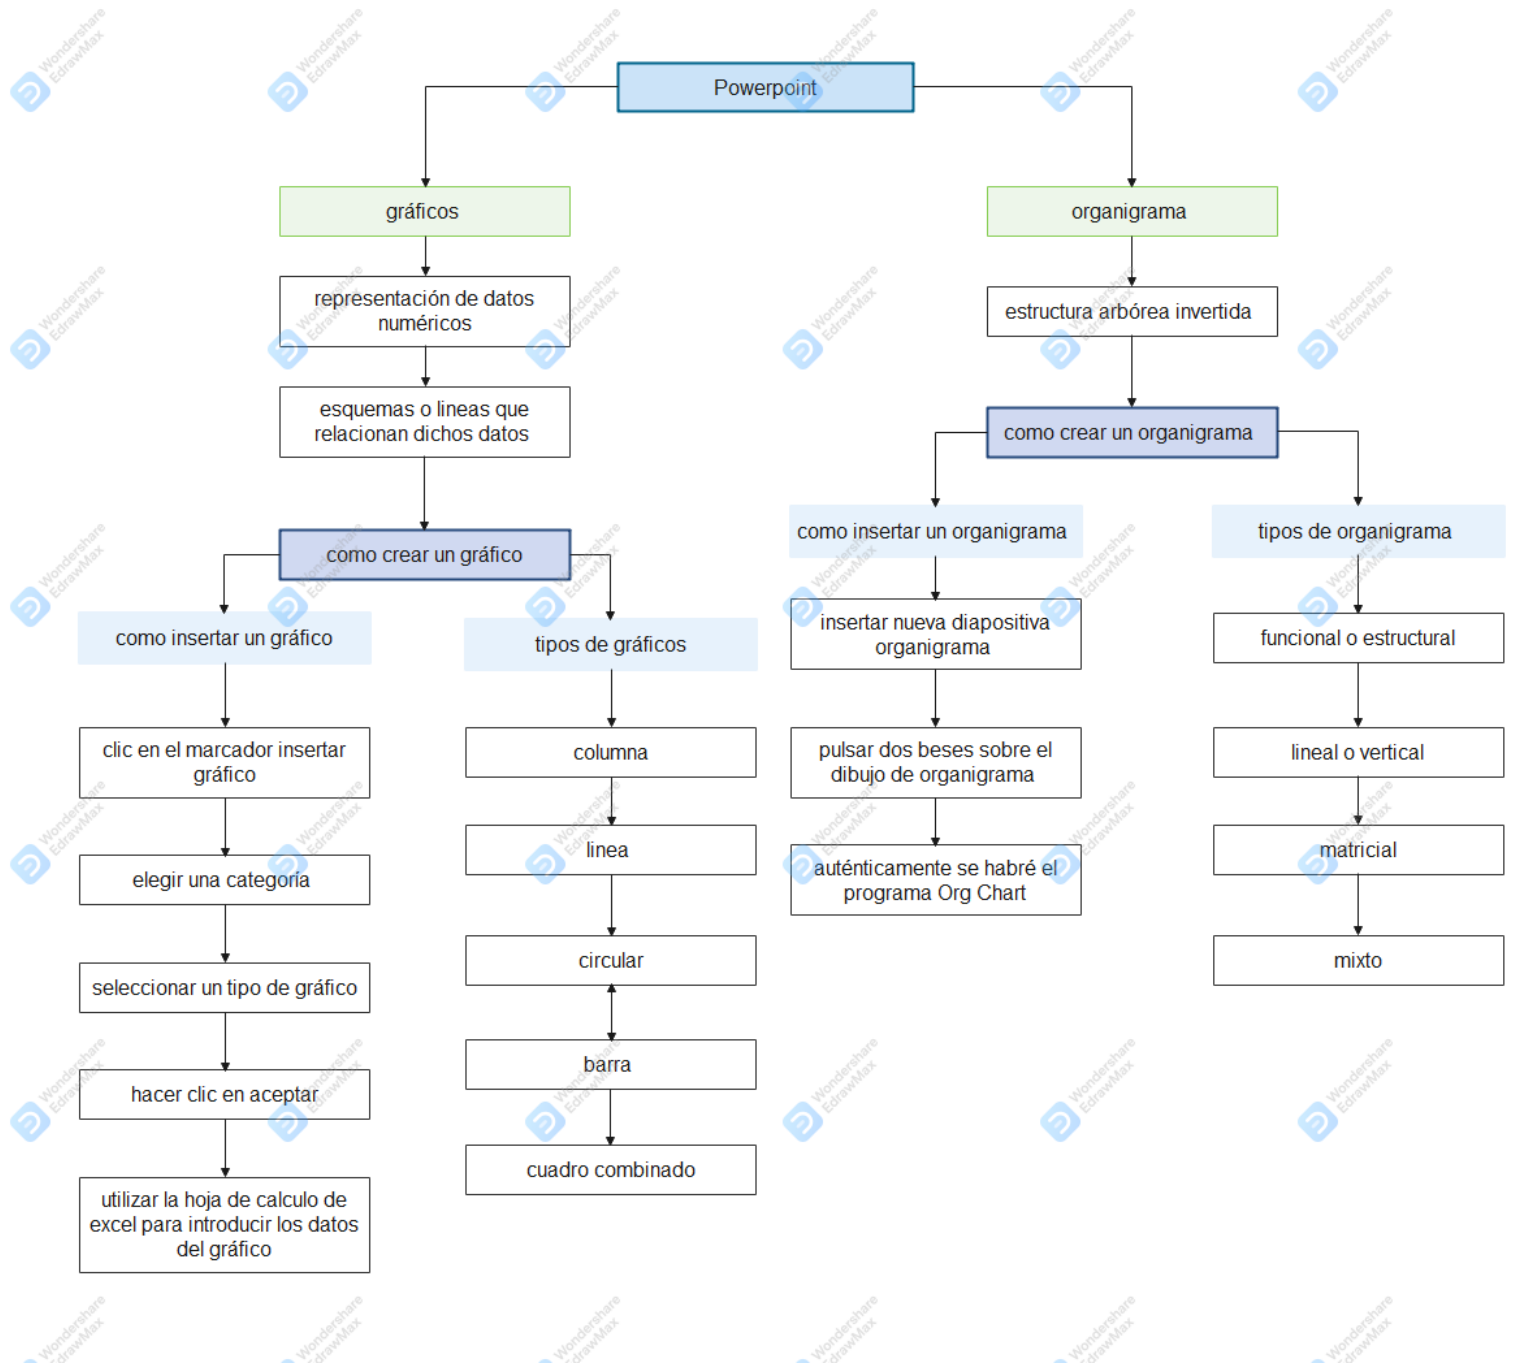 Powerpoint
gráficos
representación de datos
numéricos
esquemas o lineas que
relacionan dichos datos
como crear un gráfico
como insertar un gráfico
clic en el marcador insertar
gráfico
elegir una categoría
seleccionar un tipo de gráfico
hacer clic en aceptar
utilizar la hoja de calculo de
excel para introducir los datos
del gráfico
tipos de gráficos
columna
linea
circular
barra
cuadro combinado
organigrama
estructura arbórea invertida
como crear un organigrama
como insertar un organigrama
insertar nueva diapositiva
organigrama
pulsar dos beses sobre el
dibujo de organigrama
auténticamente se habré el
programa Org Chart
tipos de organigrama
funcional o estructural
lineal o vertical
matricial
mixto
Wondershare
EdrawMax